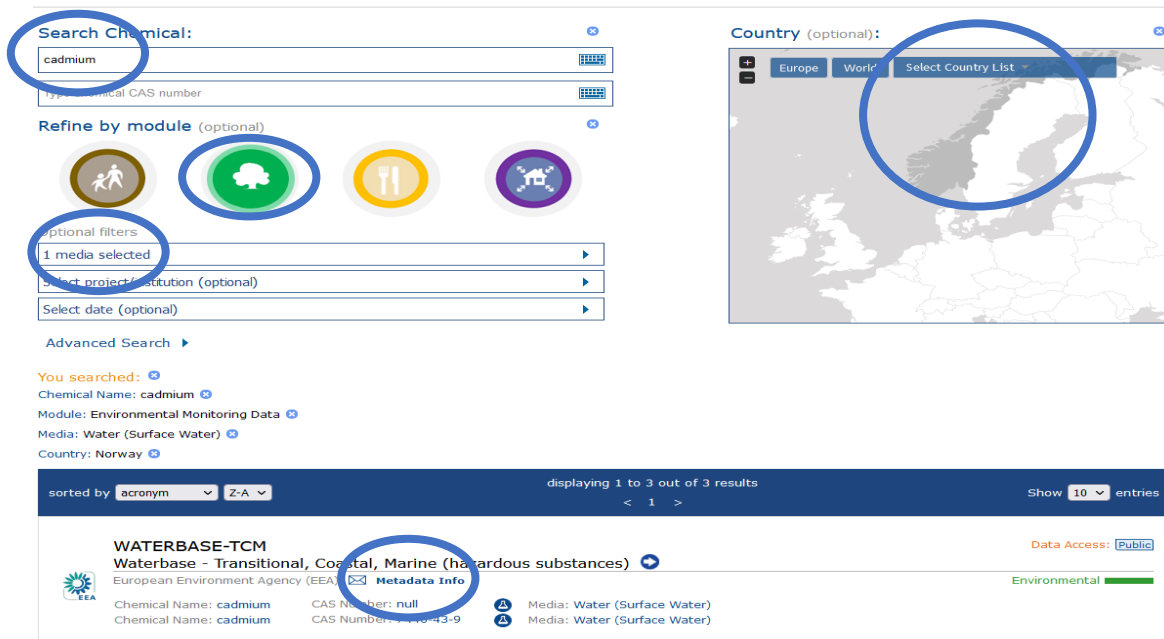 Search Chemical:
cadmium
Type chemical CAS number
Refine by module (optional)
Optional filters
1 media selected
Select project/institution (optional)
Select date (optional)
Advanced Search
Country (optional):
+
Europe World Select Country List
You searched:
Chemical Name: cadmium
Module: Environmental Monitoring Data
Media: Water (Surface Water)
Country: Norway
sorted by acronym Z-A
displaying 1 to 3 out of 3 results
< 1 >
Show 10 entries
WATERBASE-TCM
Data Access: Public
Waterbase - Transitional, Coastal, Marine (hazardous substances)
European Environment Agency (EEA) Metadata Info
Environmental
EEA
Chemical Name: cadmium CAS Number: null Media: Water (Surface Water)
Chemical Name: cadmium CAS Number: 7440-43-9 Media: Water (Surface Water)